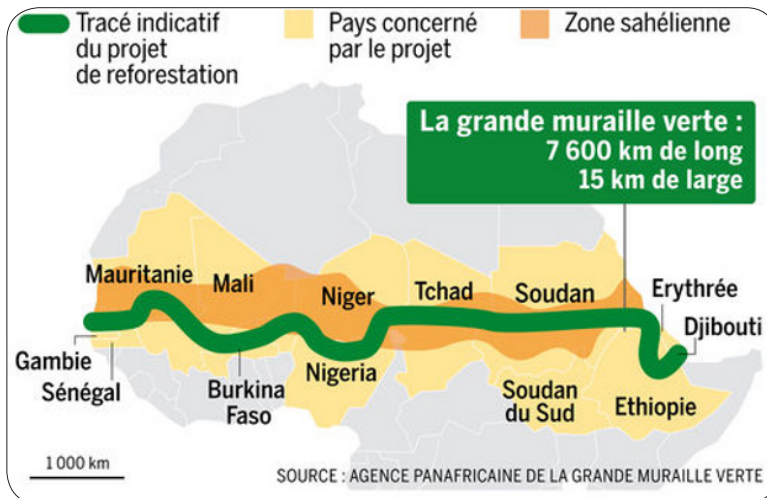 Tracé indicatif
du projet
de reforestation
Pays concerné
par le projet
Zone sahélienne
La grande muraille verte :
7 600 km de long
15 km de large
Mauritanie
Mali
Niger
Tchad
Soudan
Erythrée
Djibouti
Gambie
Sénégal
Burkina
Faso
Nigeria
Soudan
du Sud
Ethiopie
1 000 km
SOURCE : AGENCE PANAFRICAINE DE LA GRANDE MURAILLE VERTE